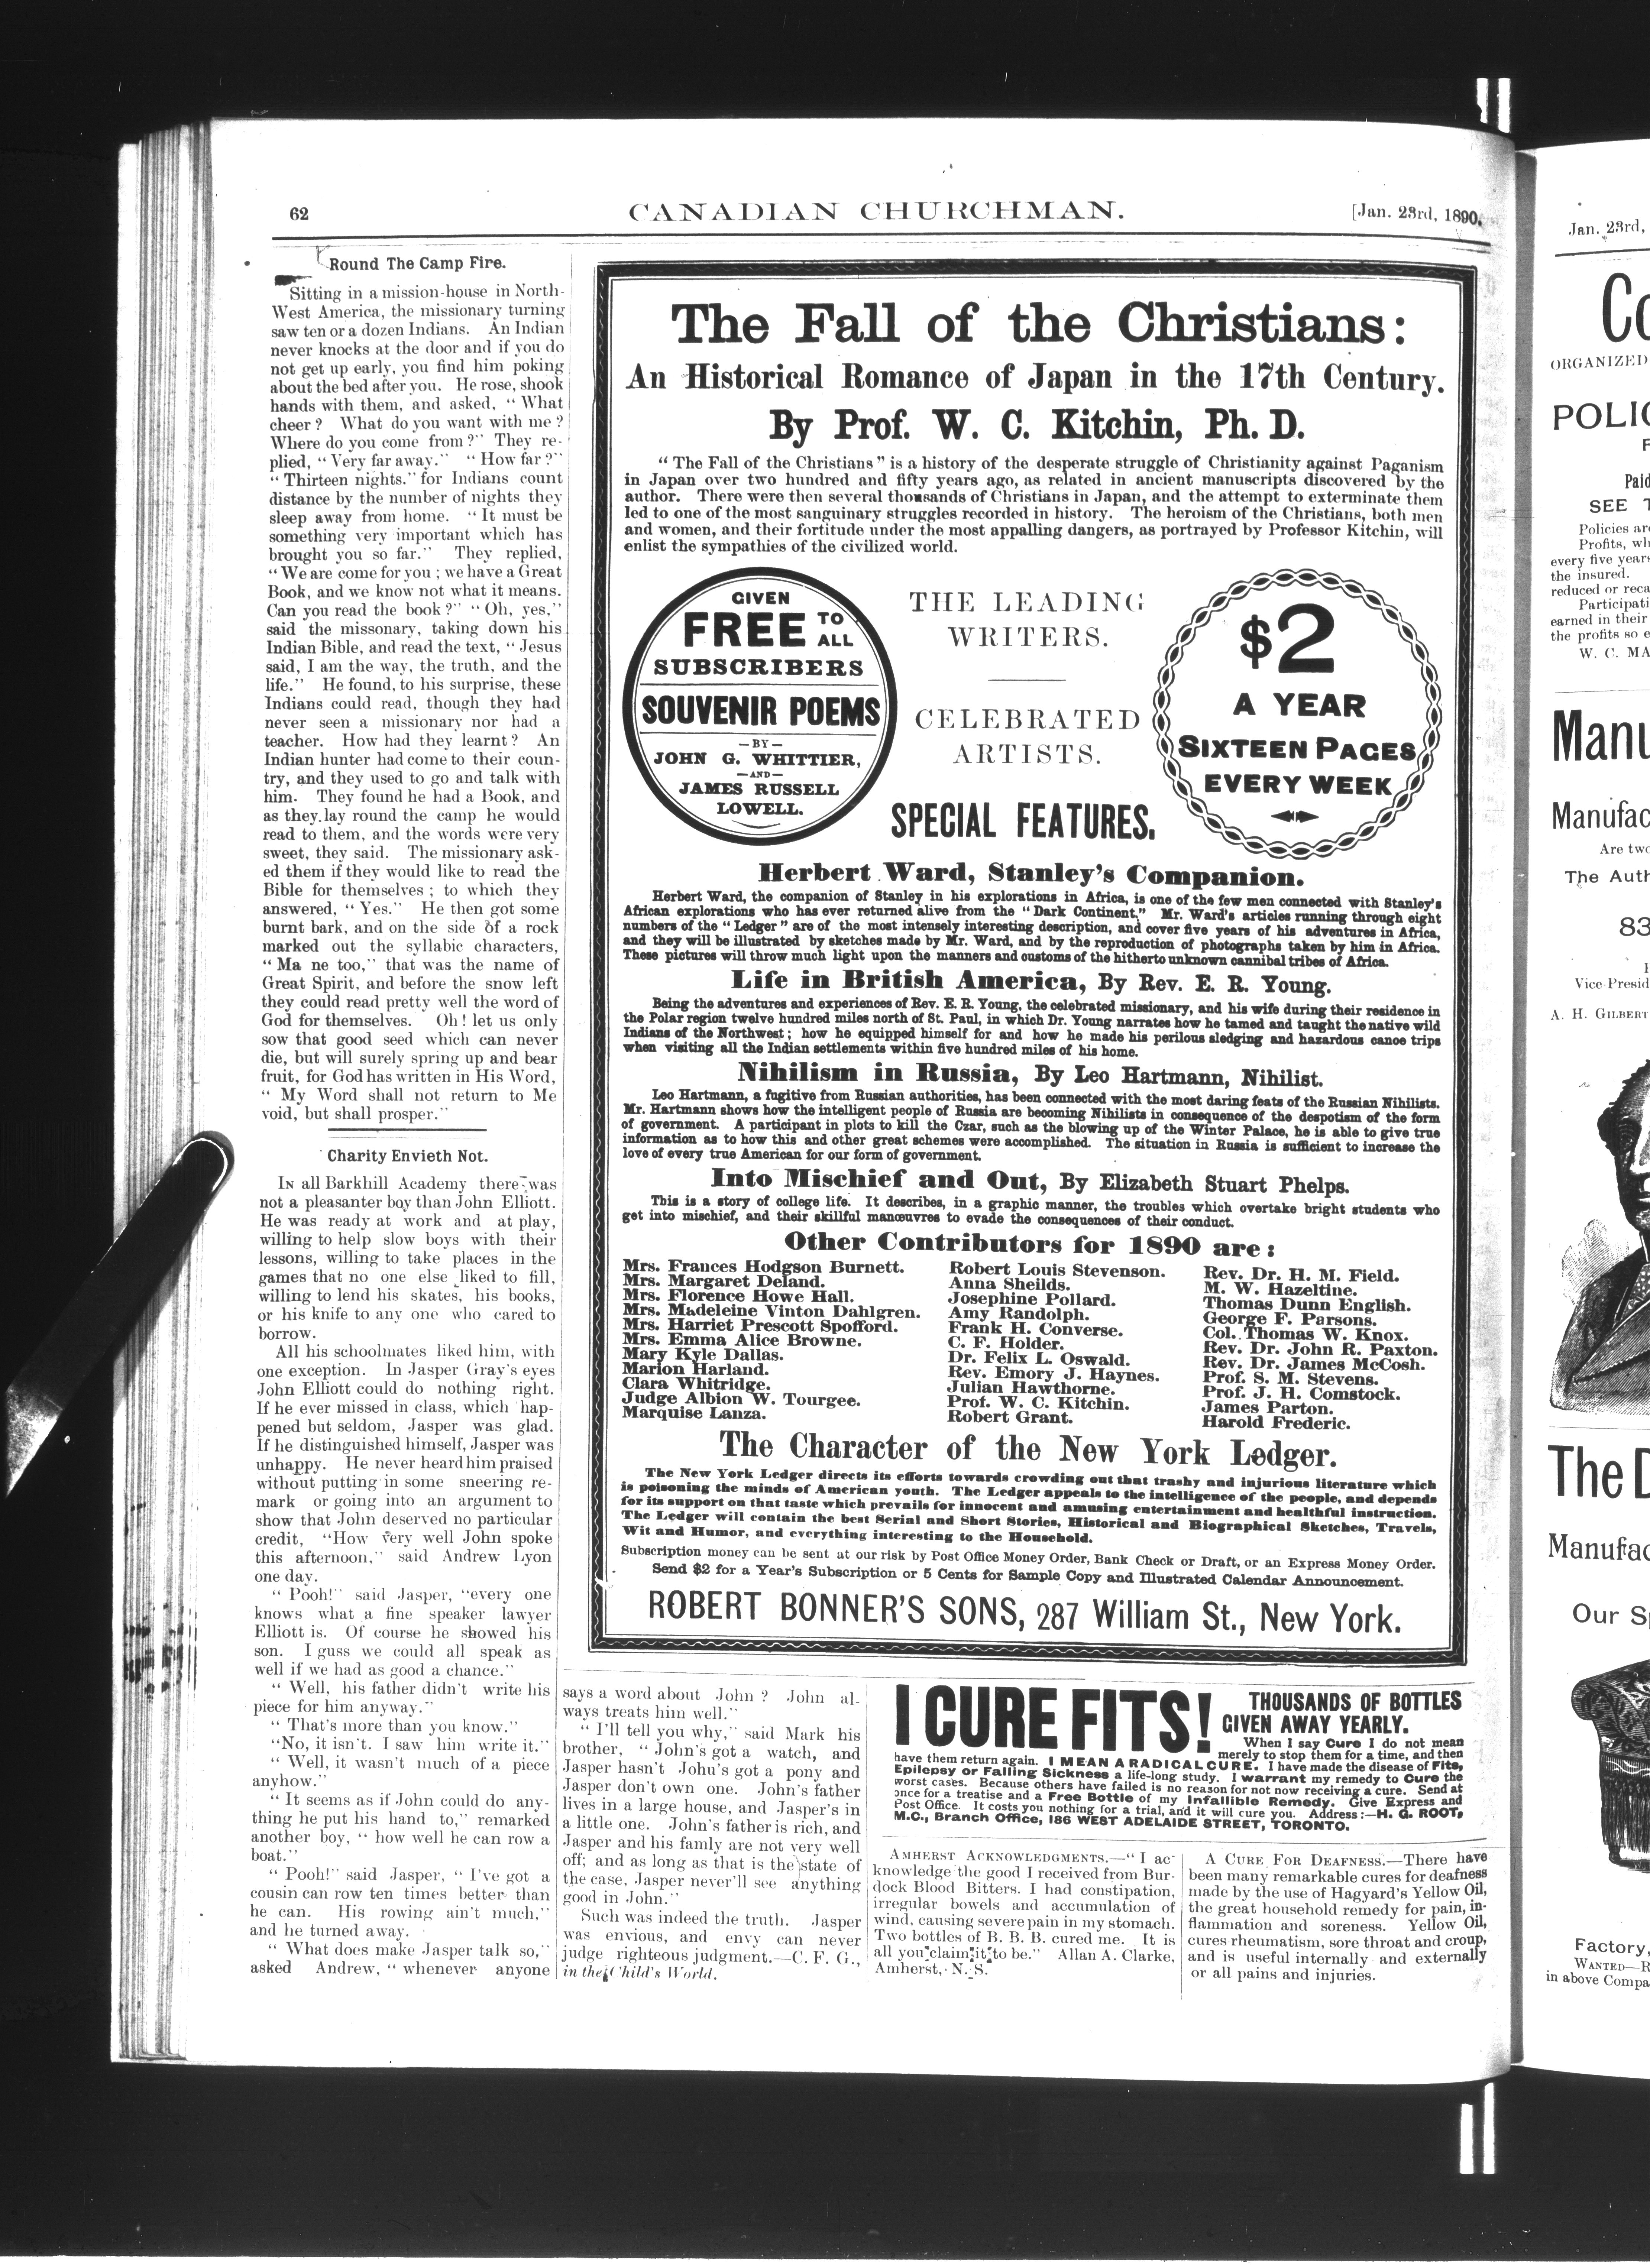 62
CANADIAN CHURCHMAN.
[Jan. 23rd, 1890.
Round The Camp Fire.
Sitting in a mission-house in North-
West America, the missionary turning
saw ten or a dozen Indians. An Indian
never knocks at the door and if you do
not get up early, you find him poking
about the bed after you. He rose, shook
hands with them, and asked, "What
cheer? What do you want with me?
Where do you come from?" They re-
plied, "Very far away." "How far?"
"Thirteen nights." for Indians count
distance by the number of nights they
sleep away from home. "It must be
something very important which has
brought you so far." They replied,
"We are come for you; we have a Great
Book, and we know not what it means.
Can you read the book?" "Oh, yes,"
said the missonary, taking down his
Indian Bible, and read the text, "Jesus
said, I am the way, the truth, and the
life." He found, to his surprise, these
Indians could read, though they had
never seen a missionary nor had a
teacher. How had they learnt? An
Indian hunter had come to their coun-
try, and they used to go and talk with
him. They found he had a Book, and
as they lay round the camp he would
read to them, and the words were very
sweet, they said. The missionary ask-
ed them if they would like to read the
Bible for themselves; to which they
answered, "Yes." He then got some
burnt bark, and on the side of a rock
marked out the syllabic characters,
"Ma ne too," that was the name of
Great Spirit, and before the snow left
they could read pretty well the word of
God for themselves. Oh! let us only
sow that good seed which can never
die, but will surely spring up and bear
fruit, for God has written in His Word,
"My Word shall not return to Me
void, but shall prosper."
Charity Envieth Not.
IN all Barkhill Academy there was
not a pleasanter boy than John Elliott.
He was ready at work and at play,
willing to help slow boys with their
lessons, willing to take places in the
games that no one else liked to fill,
willing to lend his skates, his books,
or his knife to any one who cared to
borrow.
All his schoolmates liked him, with
one exception. In Jasper Gray's eyes
John Elliott could do nothing right.
If he ever missed in class, which hap-
pened but seldom, Jasper was glad.
If he distinguished himself, Jasper was
unhappy. He never heard him praised
without putting in some sneering re-
mark or going into an argument to
show that John deserved no particular
credit, "How very well John spoke
this afternoon," said Andrew Lyon
one day.
"Pooh!" said Jasper, "every one
knows what a fine speaker lawyer
Elliott is. Of course he showed his
son. I guss we could all speak as
well if we had as good a chance."
"Well, his father didn't write his
piece for him anyway."
"That's more than you know."
"No, it isn't. I saw him write it."
"Well, it wasn't much of a piece
anyhow."
"It seems as if John could do any-
thing he put his hand to," remarked
another boy, "how well he can row a
boat."
"Pooh!" said Jasper, "I've got a
cousin can row ten times better than
he can. His rowing ain't much,"
and he turned away.
"What does make Jasper talk so,"
asked Andrew, "whenever anyone
says a word about John? John al-
ways treats him well."
"I'll tell you why," said Mark his
brother, "John's got a watch, and
Jasper hasn't Johu's got a pony and
Jasper don't own one. John's father
lives in a large house, and Jasper's in
a little one. John's father is rich, and
Jasper and his famly are not very well
off; and as long as that is the state of
the case, Jasper never'll see anything
good in John."
Such was indeed the truth. Jasper
was envious, and envy can never
judge righteous judgment.—C. F. G.,
in the Child's World.
The Fall of the Christians:
An Historical Romance of Japan in the 17th Century.
By Prof. W. C. Kitchin, Ph. D.
"The Fall of the Christians" is a history of the desperate struggle of Christianity against Paganism
in Japan over two hundred and fifty years ago, as related in ancient manuscripts discovered by the
author. There were then several thousands of Christians in Japan, and the attempt to exterminate them
led to one of the most sanguinary struggles recorded in history. The heroism of the Christians, both men
and women, and their fortitude under the most appalling dangers, as portrayed by Professor Kitchin, will
enlist the sympathies of the civilized world.
GIVEN
FREE TO ALL
SUBSCRIBERS
SOUVENIR POEMS
—BY—
JOHN G. WHITTIER,
—AND—
JAMES RUSSELL
LOWELL.
THE LEADING
WRITERS.
CELEBRATED
ARTISTS.
SPECIAL FEATURES.
$2
A YEAR
SIXTEEN PAGES
EVERY WEEK
Herbert Ward, Stanley's Companion.
Herbert Ward, the companion of Stanley in his explorations in Africa, is one of the few men connected with Stanley's
African explorations who has ever returned alive from the "Dark Continent." Mr. Ward's articles running through eight
numbers of the "Ledger" are of the most intensely interesting description, and cover five years of his adventures in Africa,
and they will be illustrated by sketches made by Mr. Ward, and by the reproduction of photographs taken by him in Africa.
These pictures will throw much light upon the manners and customs of the hitherto unknown cannibal tribes of Africa.
Life in British America, By Rev. E. R. Young.
Being the adventures and experiences of Rev. E. R. Young, the celebrated missionary, and his wife during their residence in
the Polar region twelve hundred miles north of St. Paul, in which Dr. Young narrates how he tamed and taught the native wild
Indians of the Northwest; how he equipped himself for and how he made his perilous sledging and hazardous canoe trips
when visiting all the Indian settlements within five hundred miles of his home.
Nihilism in Russia, By Leo Hartmann, Nihilist.
Leo Hartmann, a fugitive from Russian authorities, has been connected with the most daring feats of the Russian Nihilists.
Mr. Hartmann shows how the intelligent people of Russia are becoming Nihilists in consequence of the despotism of the form
of government. A participant in plots to kill the Czar, such as the blowing up of the Winter Palace, he is able to give true
information as to how this and other great schemes were accomplished. The situation in Russia is sufficient to increase the
love of every true American for our form of government.
Into Mischief and Out, By Elizabeth Stuart Phelps.
This is a story of college life. It describes, in a graphic manner, the troubles which overtake bright students who
get into mischief, and their skillful manœuvres to evade the consequences of their conduct.
Other Contributors for 1890 are:
Mrs. Frances Hodgson Burnett.
Mrs. Margaret Deland.
Mrs. Florence Howe Hall.
Mrs. Madeleine Vinton Dahlgren.
Mrs. Harriet Prescott Spofford.
Mrs. Emma Alice Browne.
Mary Kyle Dallas.
Marion Harland.
Clara Whitridge.
Judge Albion W. Tourgee.
Marquise Lanza.
Robert Louis Stevenson.
Anna Sheilds.
Josephine Pollard.
Amy Randolph.
Frank H. Converse.
C. F. Holder.
Dr. Felix L. Oswald.
Rev. Emory J. Haynes.
Julian Hawthorne.
Prof. W. C. Kitchin.
Robert Grant.
Rev. Dr. H. M. Field.
M. W. Hazeltine.
Thomas Dunn English.
George F. Parsons.
Col. Thomas W. Knox.
Rev. Dr. John R. Paxton.
Rev. Dr. James McCosh.
Prof. S. M. Stevens.
Prof. J. H. Comstock.
James Parton.
Harold Frederic.
The Character of the New York Ledger.
The New York Ledger directs its efforts towards crowding out that trashy and injurious literature which
is poisoning the minds of American youth. The Ledger appeals to the intelligence of the people, and depends
for its support on that taste which prevails for innocent and amusing entertainment and healthful instruction.
The Ledger will contain the best Serial and Short Stories, Historical and Biographical Sketches, Travels,
Wit and Humor, and everything interesting to the Household.
Subscription money can be sent at our risk by Post Office Money Order, Bank Check or Draft, or an Express Money Order.
Send $2 for a Year's Subscription or 5 Cents for Sample Copy and Illustrated Calendar Announcement.
ROBERT BONNER'S SONS, 287 William St., New York.
I CURE FITS!
THOUSANDS OF BOTTLES
GIVEN AWAY YEARLY.
When I say Cure I do not mean
merely to stop them for a time, and then
have them return again. I MEAN A RADICAL CURE. I have made the disease of Fits,
Epilepsy or Falling Sickness a life-long study. I warrant my remedy to Cure the
worst cases. Because others have failed is no reason for not now receiving a cure. Send at
once for a treatise and a Free Bottle of my Infallible Remedy. Give Express and
Post Office. It costs you nothing for a trial, and it will cure you. Address:—H. G. ROOT,
M.C., Branch Office, 186 WEST ADELAIDE STREET, TORONTO.
AMHERST ACKNOWLEDGMENTS.—"I ac-
knowledge the good I received from Bur-
dock Blood Bitters. I had constipation,
irregular bowels and accumulation of
wind, causing severe pain in my stomach.
Two bottles of B. B. B. cured me. It is
all you claim it to be." Allan A. Clarke,
Amherst, N. S.
A CURE FOR DEAFNESS.—There have
been many remarkable cures for deafness
made by the use of Hagyard's Yellow Oil,
the great household remedy for pain, in-
flammation and soreness. Yellow Oil,
cures rheumatism, sore throat and croup,
and is useful internally and externally
or all pains and injuries.
Jan. 23rd,
Co
ORGANIZED
POLIC
F
Paid
SEE T
Policies are
Profits, wh
every five years
the insured.
reduced or reca
Participati
earned in their
the profits so e
W. C. MA
Manu
Manufac
Are two
The Auth
83
Vice-Presid
A. H. GILBERT
The D
Manufac
Our Sp
Factory,
WANTED—R
in above Compa